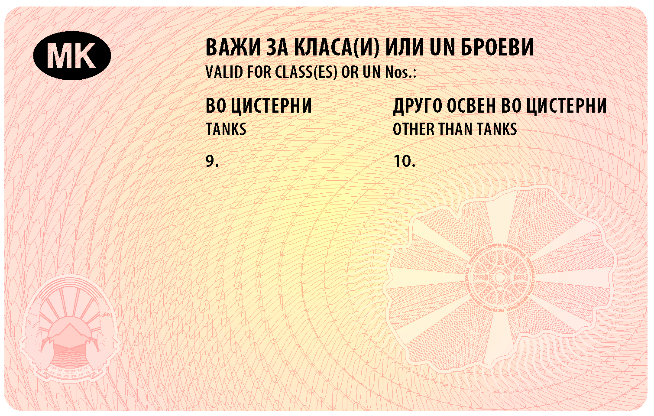 MK
ВАЖИ ЗА КЛАСА(И) ИЛИ UN БРОЕВИ
VALID FOR CLASS(ES) OR UN Nos.:
ВО ЦИСТЕРНИ
TANKS
9.
ДРУГО ОСВЕН ВО ЦИСТЕРНИ
OTHER THAN TANKS
10.